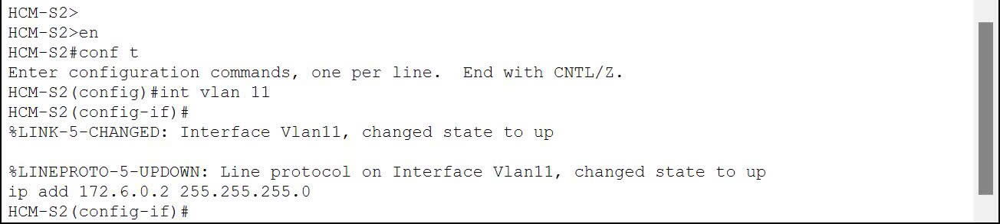 HCM-S2>
HCM-S2>en
HCM-S2#conf t
Enter configuration commands, one per line.  End with CNTL/Z.
HCM-S2(config)#int vlan 11
HCM-S2(config-if)#
%LINK-5-CHANGED: Interface Vlan11, changed state to up

%LINEPROTO-5-UPDOWN: Line protocol on Interface Vlan11, changed state to up
ip add 172.6.0.2 255.255.255.0
HCM-S2(config-if)#